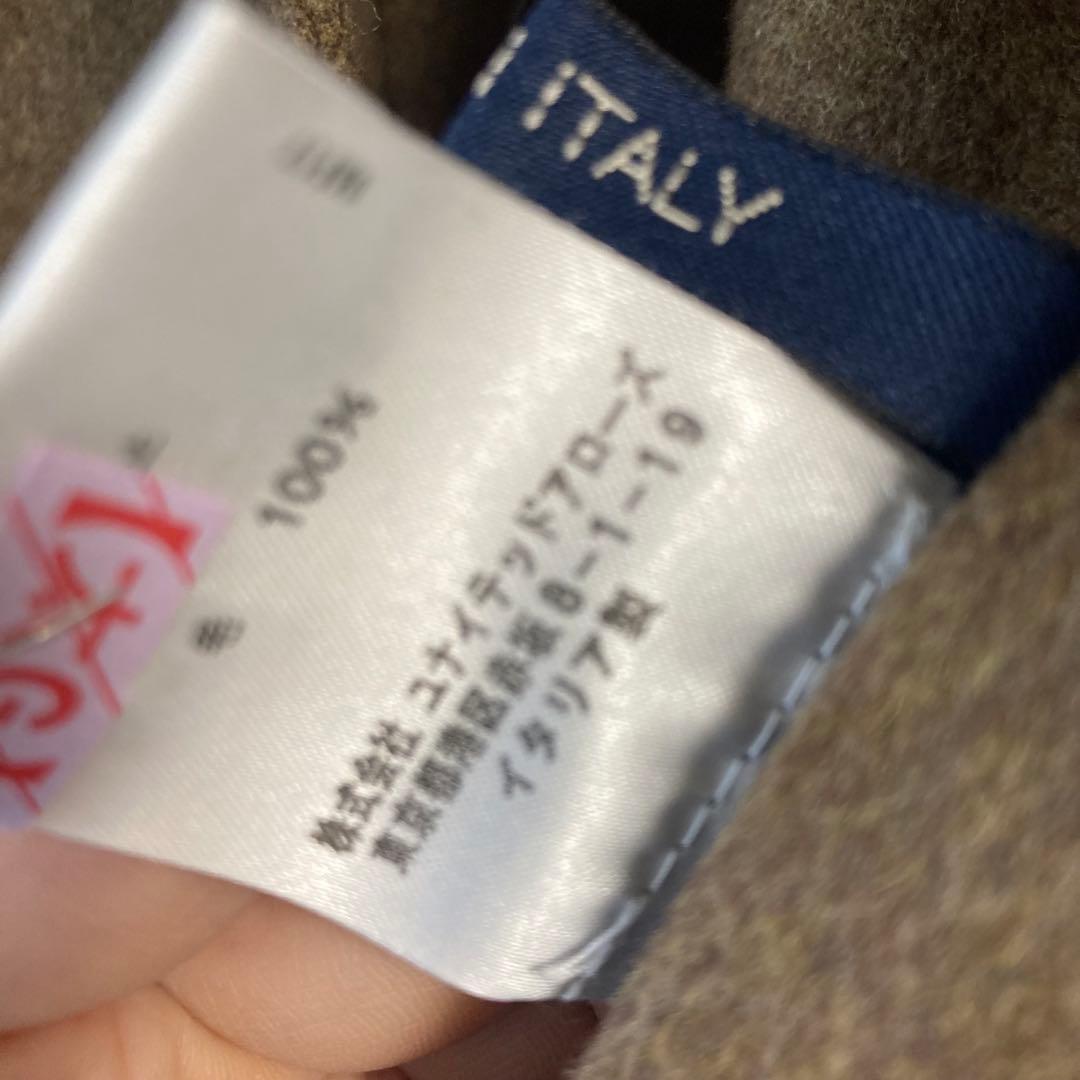 ITALY
毛 100%
株式会社 ユナイテッドアローズ
東京都港区赤坂8-1-19
イタリア製